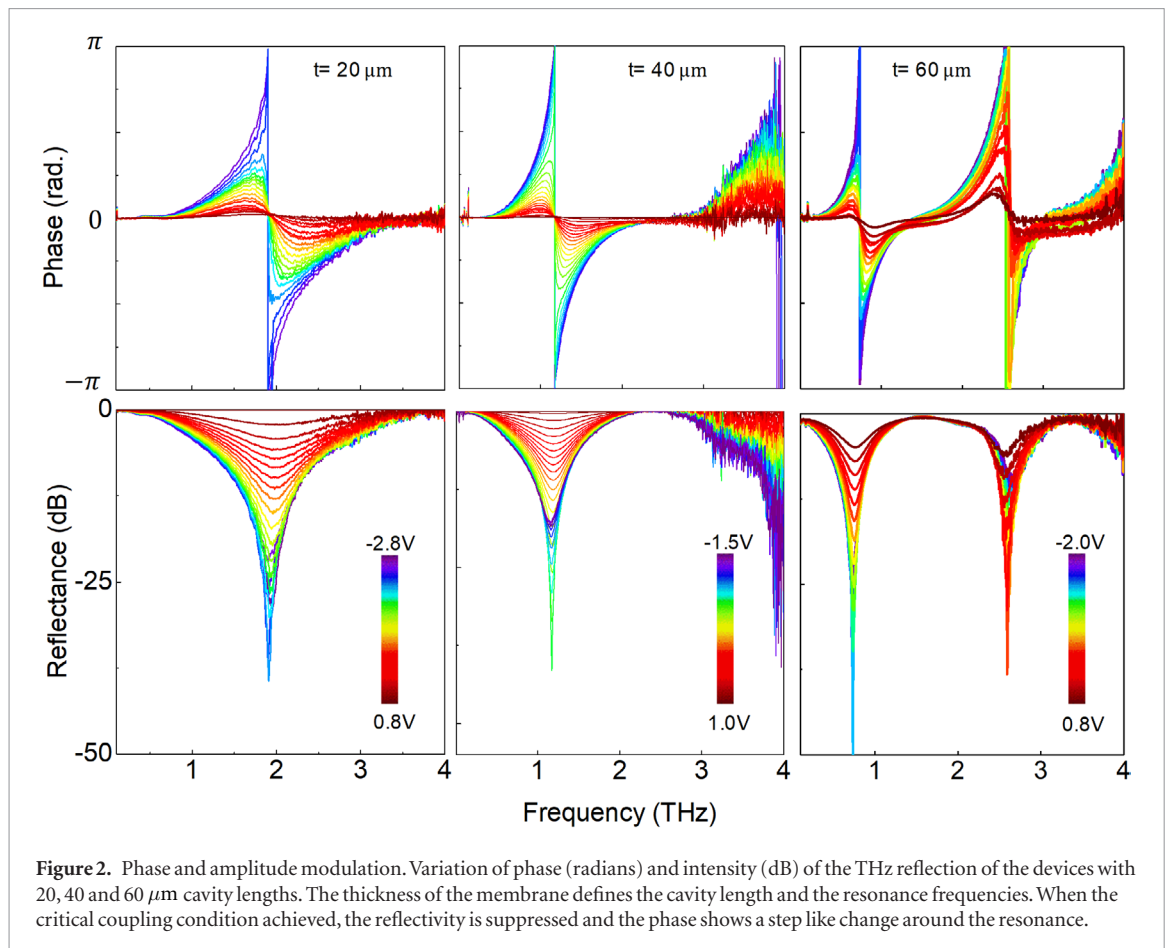 π
t= 20 μm
t= 40 μm
t= 60 μm
Phase (rad.)
0
−π
0
Reflectance (dB)
-2.8V
-1.5V
-2.0V
-25
0.8V
1.0V
0.8V
-50
1 2 3 4 1 2 3 4 1 2 3 4
Frequency (THz)
Figure 2. Phase and amplitude modulation. Variation of phase (radians) and intensity (dB) of the THz reflection of the devices with
20, 40 and 60 μm cavity lengths. The thickness of the membrane defines the cavity length and the resonance frequencies. When the
critical coupling condition achieved, the reflectivity is suppressed and the phase shows a step like change around the resonance.